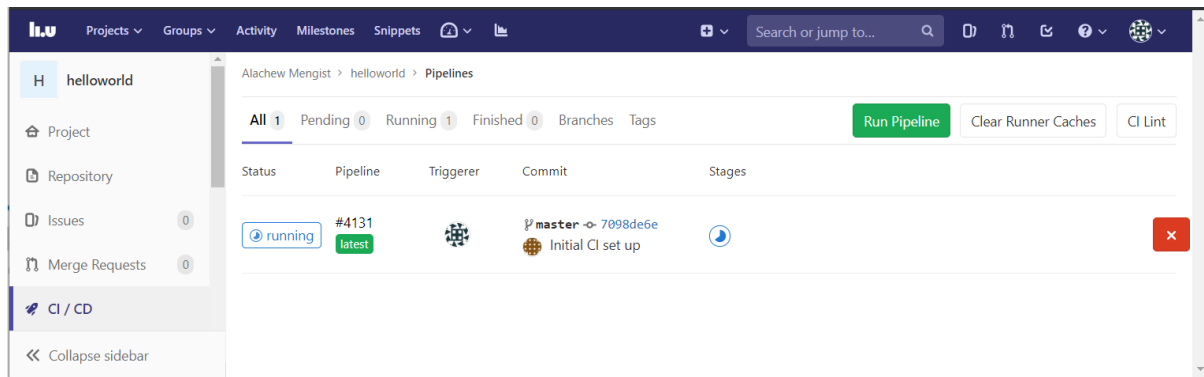 li.u Projects Groups Activity Milestones Snippets Search or jump to...
H helloworld
Alachew Mengist > helloworld > Pipelines
All 1 Pending 0 Running 1 Finished 0 Branches Tags Run Pipeline Clear Runner Caches CI Lint
Project
Status Pipeline Triggerer Commit Stages
Repository
Issues 0
running #4131 latest master 7098de6e
Initial CI set up
Merge Requests 0
CI / CD
Collapse sidebar